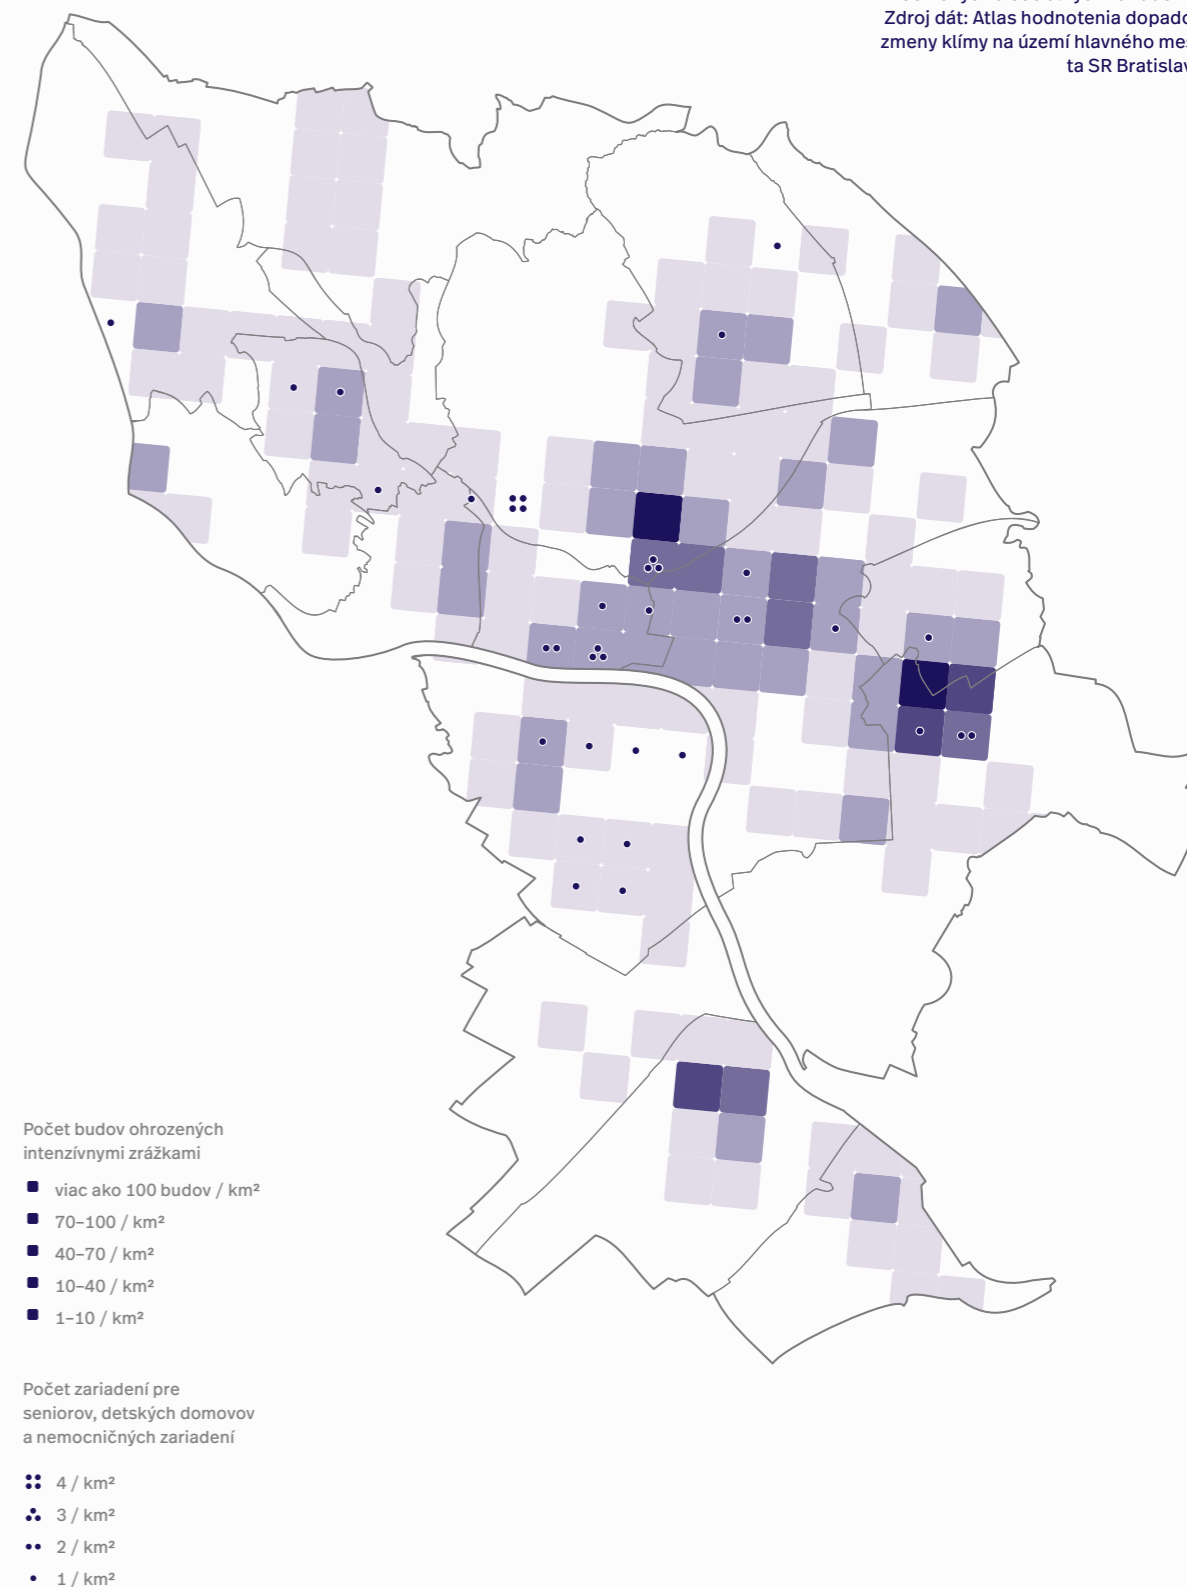 Zdroj dát: Atlas hodnotenia dopado
zmeny klímy na území hlavného mes
ta SR Bratislav
Počet budov ohrozených
intenzívnymi zrážkami
viac ako 100 budov / km²
70–100 / km²
40–70 / km²
10–40 / km²
1–10 / km²
Počet zariadení pre
seniorov, detských domovov
a nemocničných zariadení
4 / km²
3 / km²
2 / km²
1 / km²